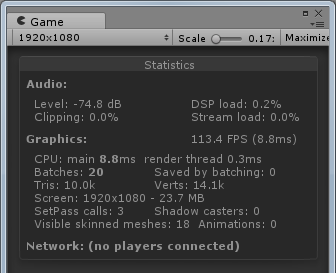 Game
1920x1080 Scale 0.17: Maximize
Statistics
Audio:
Level: -74.8 dB DSP load: 0.2%
Clipping: 0.0% Stream load: 0.0%
Graphics: 113.4 FPS (8.8ms)
CPU: main 8.8ms render thread 0.3ms
Batches: 20 Saved by batching: 0
Tris: 10.0k Verts: 14.1k
Screen: 1920x1080 - 23.7 MB
SetPass calls: 3 Shadow casters: 0
Visible skinned meshes: 18 Animations: 0
Network: (no players connected)